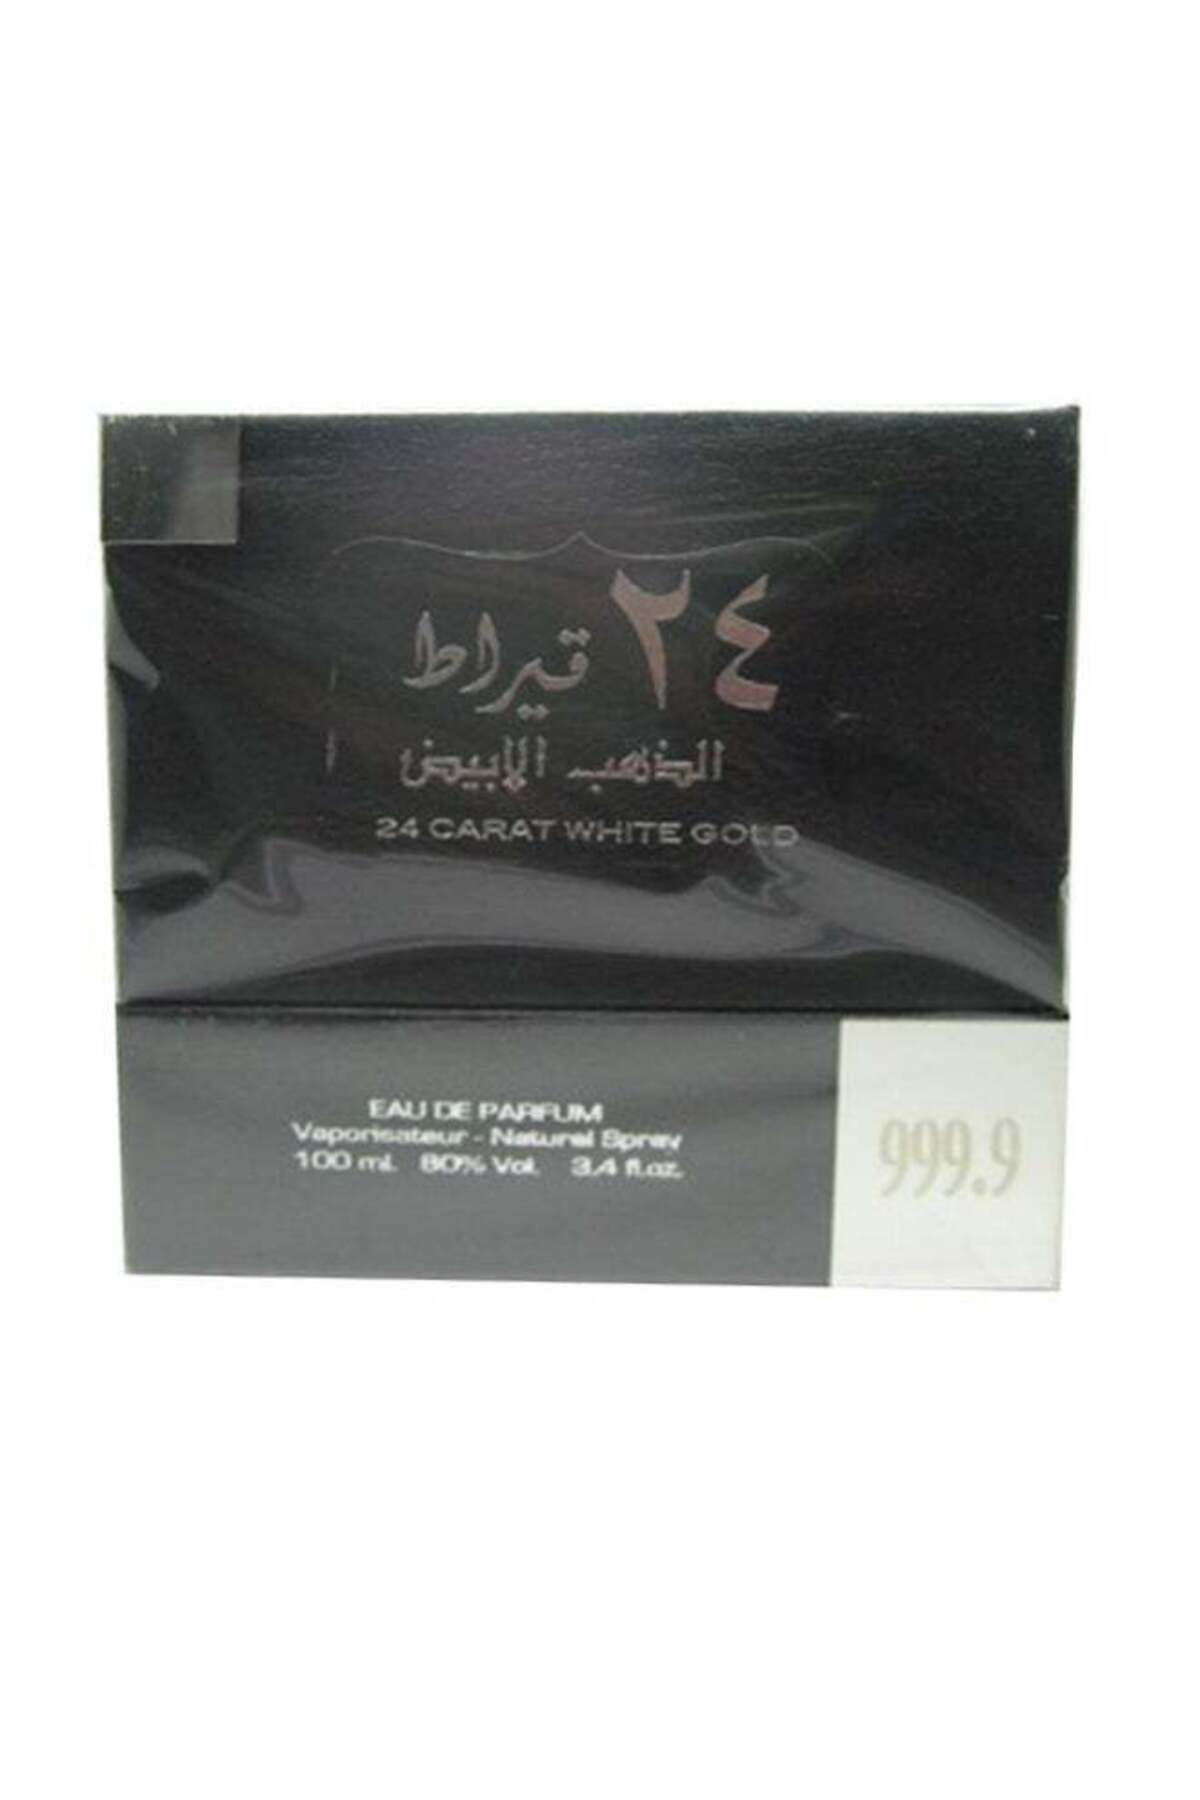 ٢٤ قيراط
الذهب الابيض
24 CARAT WHITE GOLD
EAU DE PARFUM
Vaporisateur - Natural Spray
100 ml. 80% Vol. 3.4 fl.oz.
999.9